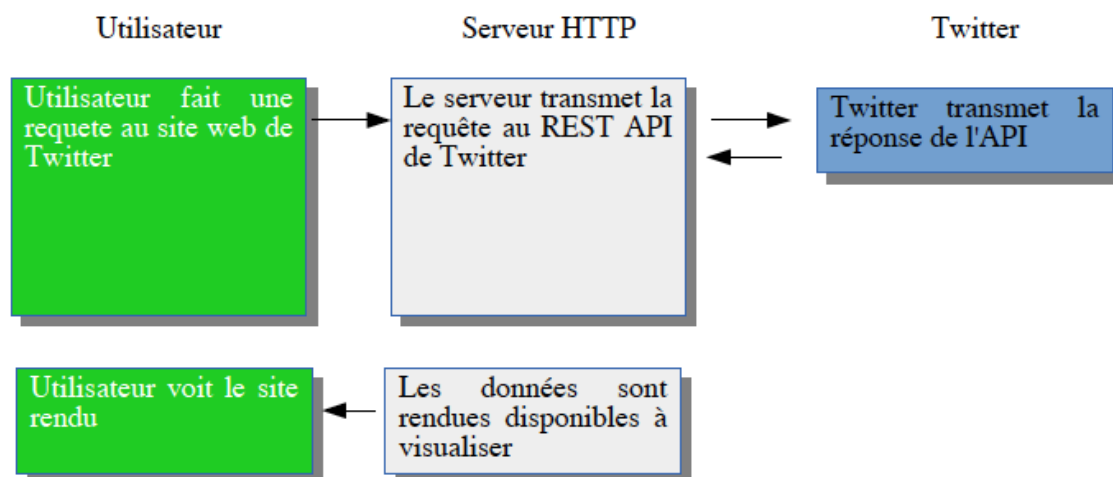 Utilisateur
Serveur HTTP
Twitter
Utilisateur fait une
requete au site web de
Twitter
Le serveur transmet la
requête au REST API
de Twitter
Twitter transmet la
réponse de l'API
Utilisateur voit le site
rendu
Les données sont
rendues disponibles à
visualiser